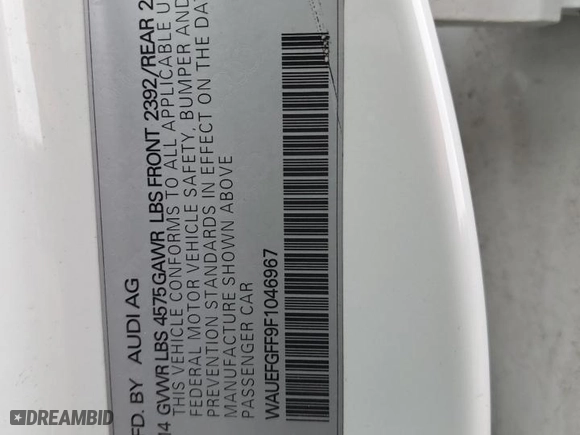 FD. BY AUDI AG
14 GVWR LBS 4575 GAWR LBS FRONT 2392/REAR 2
THIS VEHICLE CONFORMS TO ALL APPLICABLE
FEDERAL MOTOR VEHICLE SAFETY, BUMPER AND
PREVENTION STANDARDS IN EFFECT ON THE DA
MANUFACTURE SHOWN ABOVE
PASSENGER CAR
WAUEFGFF9F1046967
DREAMBID